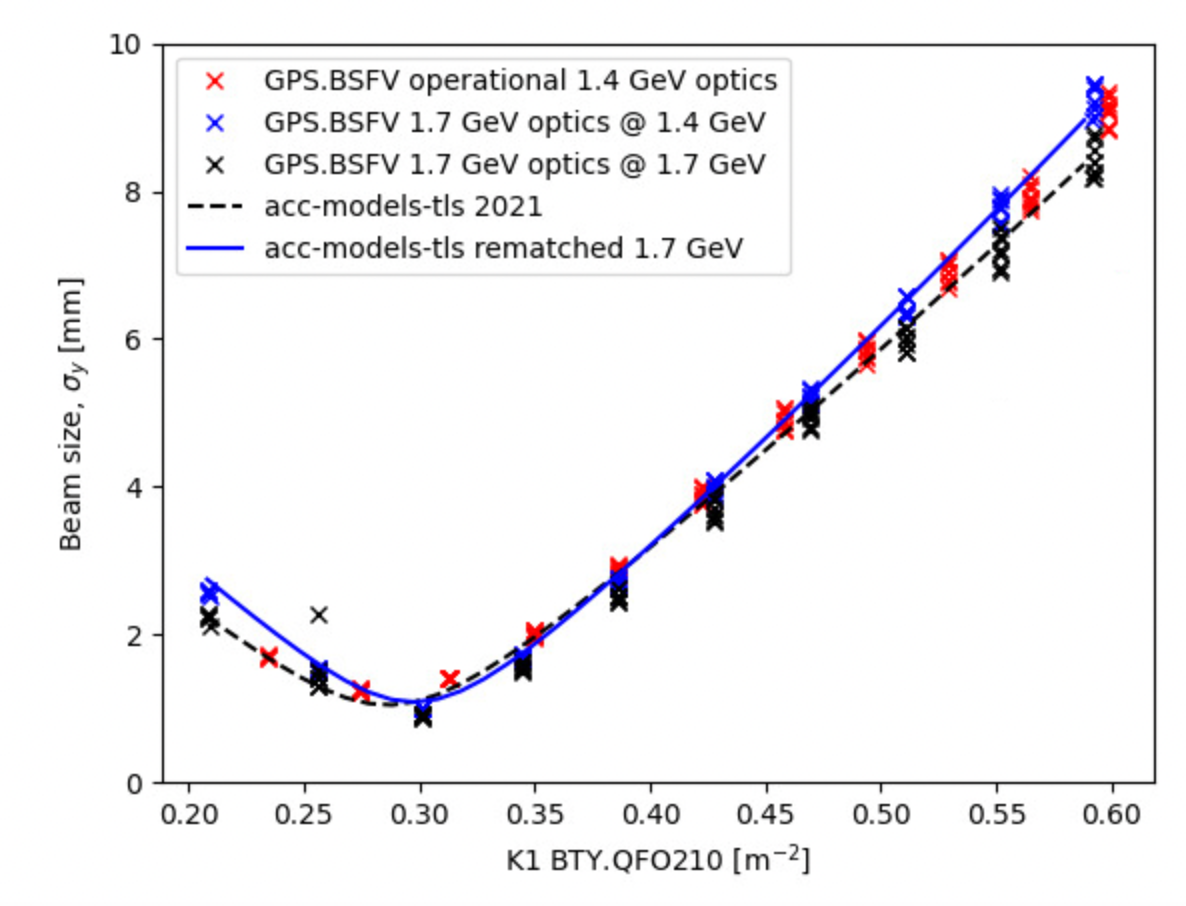 10
8
6
4
2
0
Beam size, σy [mm]
GPS.BSFV operational 1.4 GeV optics
GPS.BSFV 1.7 GeV optics @ 1.4 GeV
GPS.BSFV 1.7 GeV optics @ 1.7 GeV
acc-models-tls 2021
acc-models-tls rematched 1.7 GeV
0.20 0.25 0.30 0.35 0.40 0.45 0.50 0.55 0.60
K1 BTY.QFO210 [m⁻²]